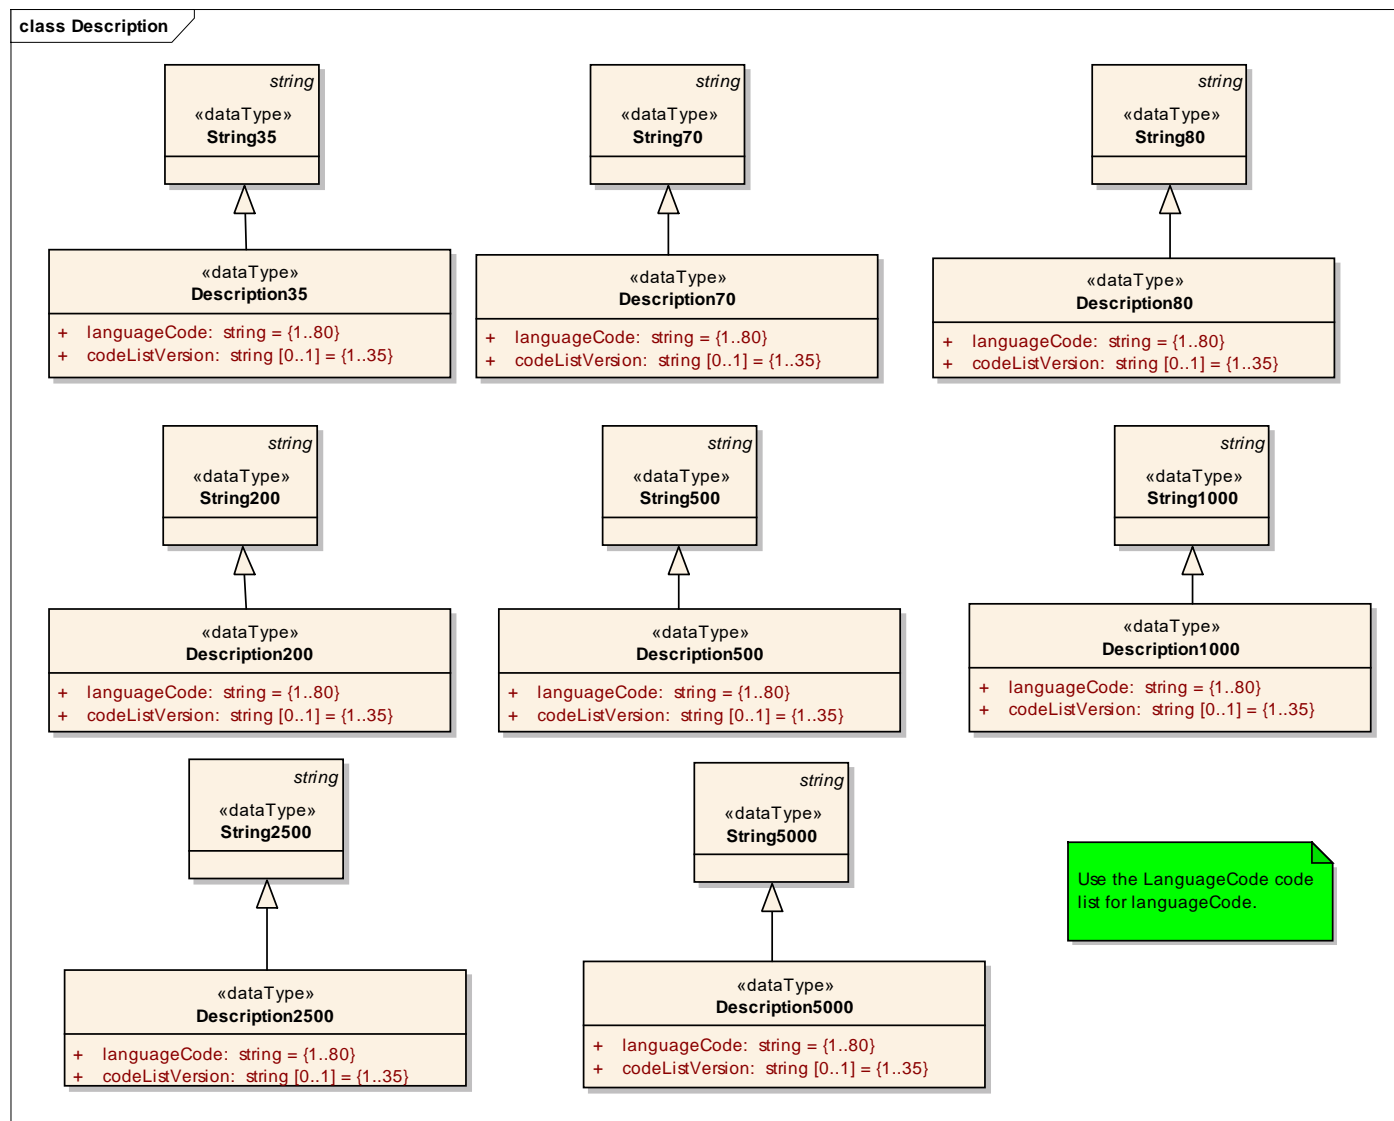 class Description
string
«dataType»
String35
string
«dataType»
String70
string
«dataType»
String80
«dataType»
Description35
+ languageCode: string = {1..80}
+ codeListVersion: string [0..1] = {1..35}
«dataType»
Description70
+ languageCode: string = {1..80}
+ codeListVersion: string [0..1] = {1..35}
«dataType»
Description80
+ languageCode: string = {1..80}
+ codeListVersion: string [0..1] = {1..35}
string
«dataType»
String200
string
«dataType»
String500
string
«dataType»
String1000
«dataType»
Description200
+ languageCode: string = {1..80}
+ codeListVersion: string [0..1] = {1..35}
«dataType»
Description500
+ languageCode: string = {1..80}
+ codeListVersion: string [0..1] = {1..35}
«dataType»
Description1000
+ languageCode: string = {1..80}
+ codeListVersion: string [0..1] = {1..35}
string
«dataType»
String2500
string
«dataType»
String5000
Use the LanguageCode code
list for languageCode.
«dataType»
Description2500
+ languageCode: string = {1..80}
+ codeListVersion: string [0..1] = {1..35}
«dataType»
Description5000
+ languageCode: string = {1..80}
+ codeListVersion: string [0..1] = {1..35}